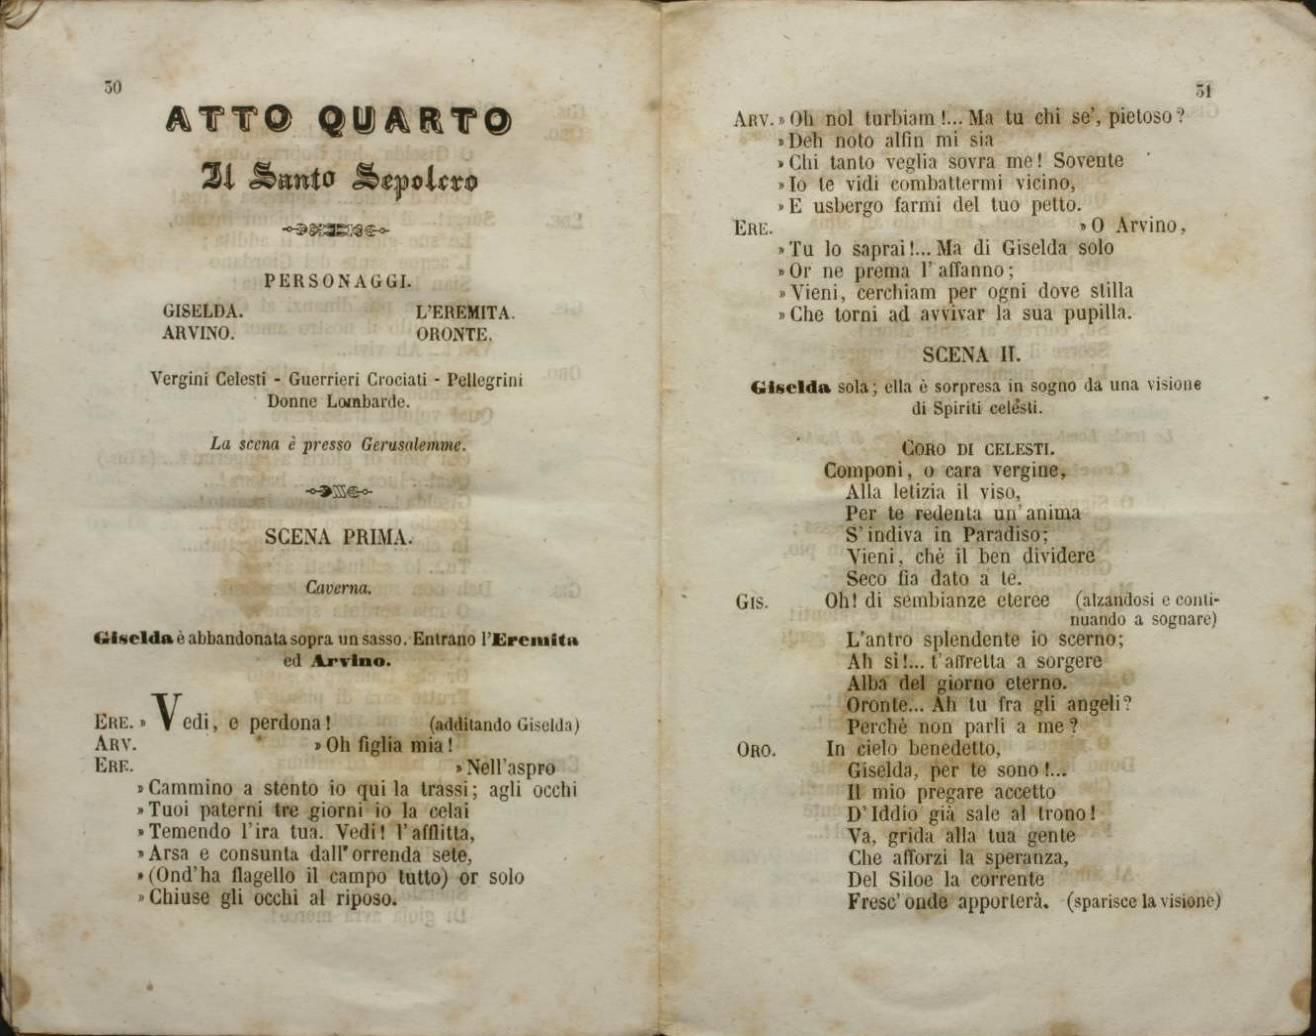 30
ATTO QUARTO
Il Santo Sepolcro
PERSONAGGI.
GISELDA. L'EREMITA.
ARVINO. ORONTE.
Vergini Celesti - Guerrieri Crociati - Pellegrini
Donne Lombarde.
La scena è presso Gerusalemme.
SCENA PRIMA.
Caverna.
Giselda è abbandonata sopra un sasso. Entrano l'Eremita
ed Arvino.
ERE. » Vedi, e perdona! (additando Giselda)
ARV. » Oh figlia mia!
ERE. » Nell'aspro
» Cammino a stento io qui la trassi; agli occhi
» Tuoi paterni tre giorni io la celai
» Temendo l'ira tua. Vedi! l'afflitta,
» Arsa e consunta dall'orrenda sete,
» (Ond'ha flagello il campo tutto) or solo
» Chiuse gli occhi al riposo.
31
ARV. » Oh nol turbiam!... Ma tu chi se', pietoso?
» Deh noto alfin mi sia
» Chi tanto veglia sovra me! Sovente
» Io te vidi combattermi vicino,
» E usbergo farmi del tuo petto.
ERE. » O Arvino,
» Tu lo saprai!... Ma di Giselda solo
» Or ne prema l'affanno;
» Vieni, cerchiam per ogni dove stilla
» Che torni ad avvivar la sua pupilla.
SCENA II.
Giselda sola; ella è sorpresa in sogno da una visione
di Spiriti celesti.
CORO DI CELESTI.
Componi, o cara vergine,
Alla letizia il viso,
Per te redenta un'anima
S'indiva in Paradiso;
Vieni, chè il ben dividere
Seco fia dato a te.
GIS. Oh! di sembianze eteree (alzandosi e conti-
nuando a sognare)
L'antro splendente io scerno;
Ah sì!... t'affretta a sorgere
Alba del giorno eterno.
Oronte... Ah tu fra gli angeli?
Perchè non parli a me?
ORO. In cielo benedetto,
Giselda, per te sono!...
Il mio pregare accetto
D'Iddio già sale al trono!
Va, grida alla tua gente
Che afforzi la speranza,
Del Siloe la corrente
Fresc'onde apporterà. (sparisce la visione)